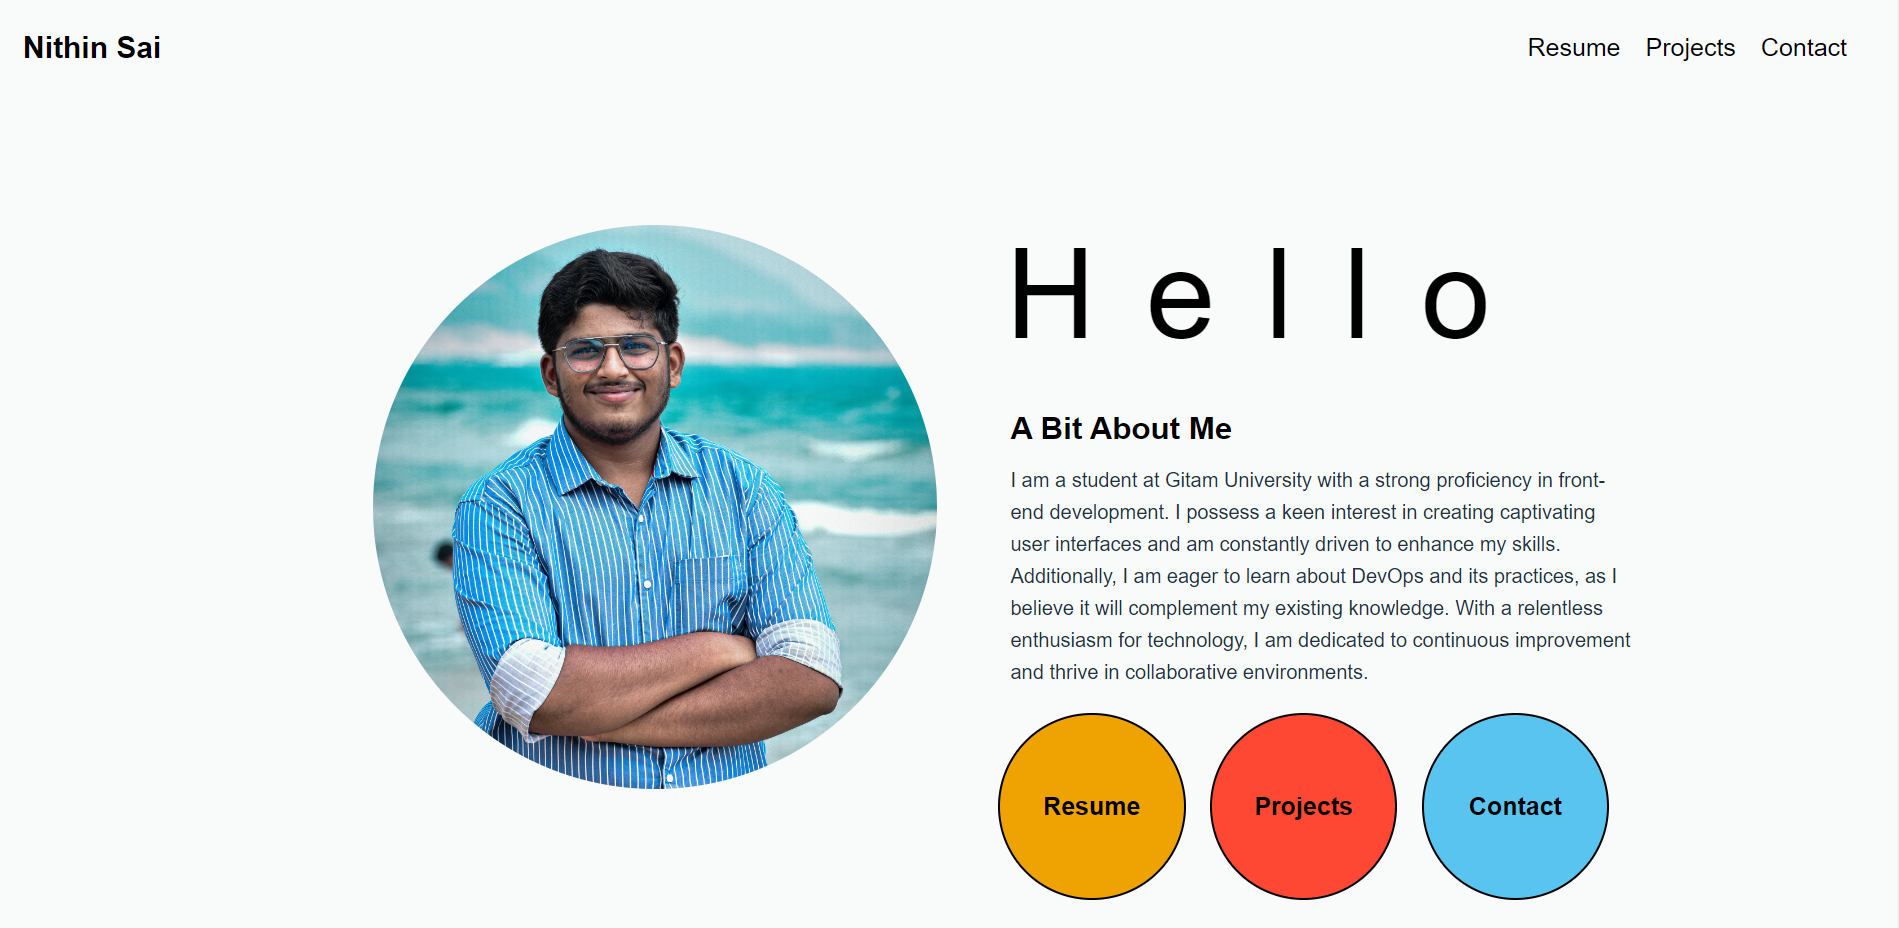 Nithin Sai
Resume Projects Contact
Hello
A Bit About Me
I am a student at Gitam University with a strong proficiency in front-
end development. I possess a keen interest in creating captivating
user interfaces and am constantly driven to enhance my skills.
Additionally, I am eager to learn about DevOps and its practices, as I
believe it will complement my existing knowledge. With a relentless
enthusiasm for technology, I am dedicated to continuous improvement
and thrive in collaborative environments.
Resume
Projects
Contact